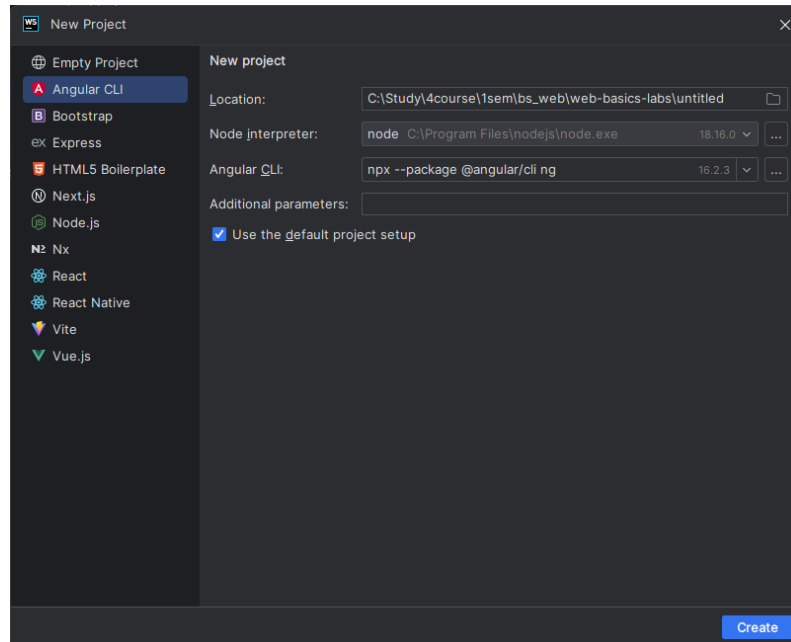 WS New Project
Empty Project
Angular CLI
Bootstrap
Express
HTML5 Boilerplate
Next.js
Node.js
Nx
React
React Native
Vite
Vue.js
New project
Location: C:\Study\4course\1sem\bs_web\web-basics-labs\untitled
Node interpreter: node C:\Program Files\nodejs\node.exe 18.16.0 ...
Angular CLI: npx --package @angular/cli ng 16.2.3 ...
Additional parameters:
Use the default project setup
Create